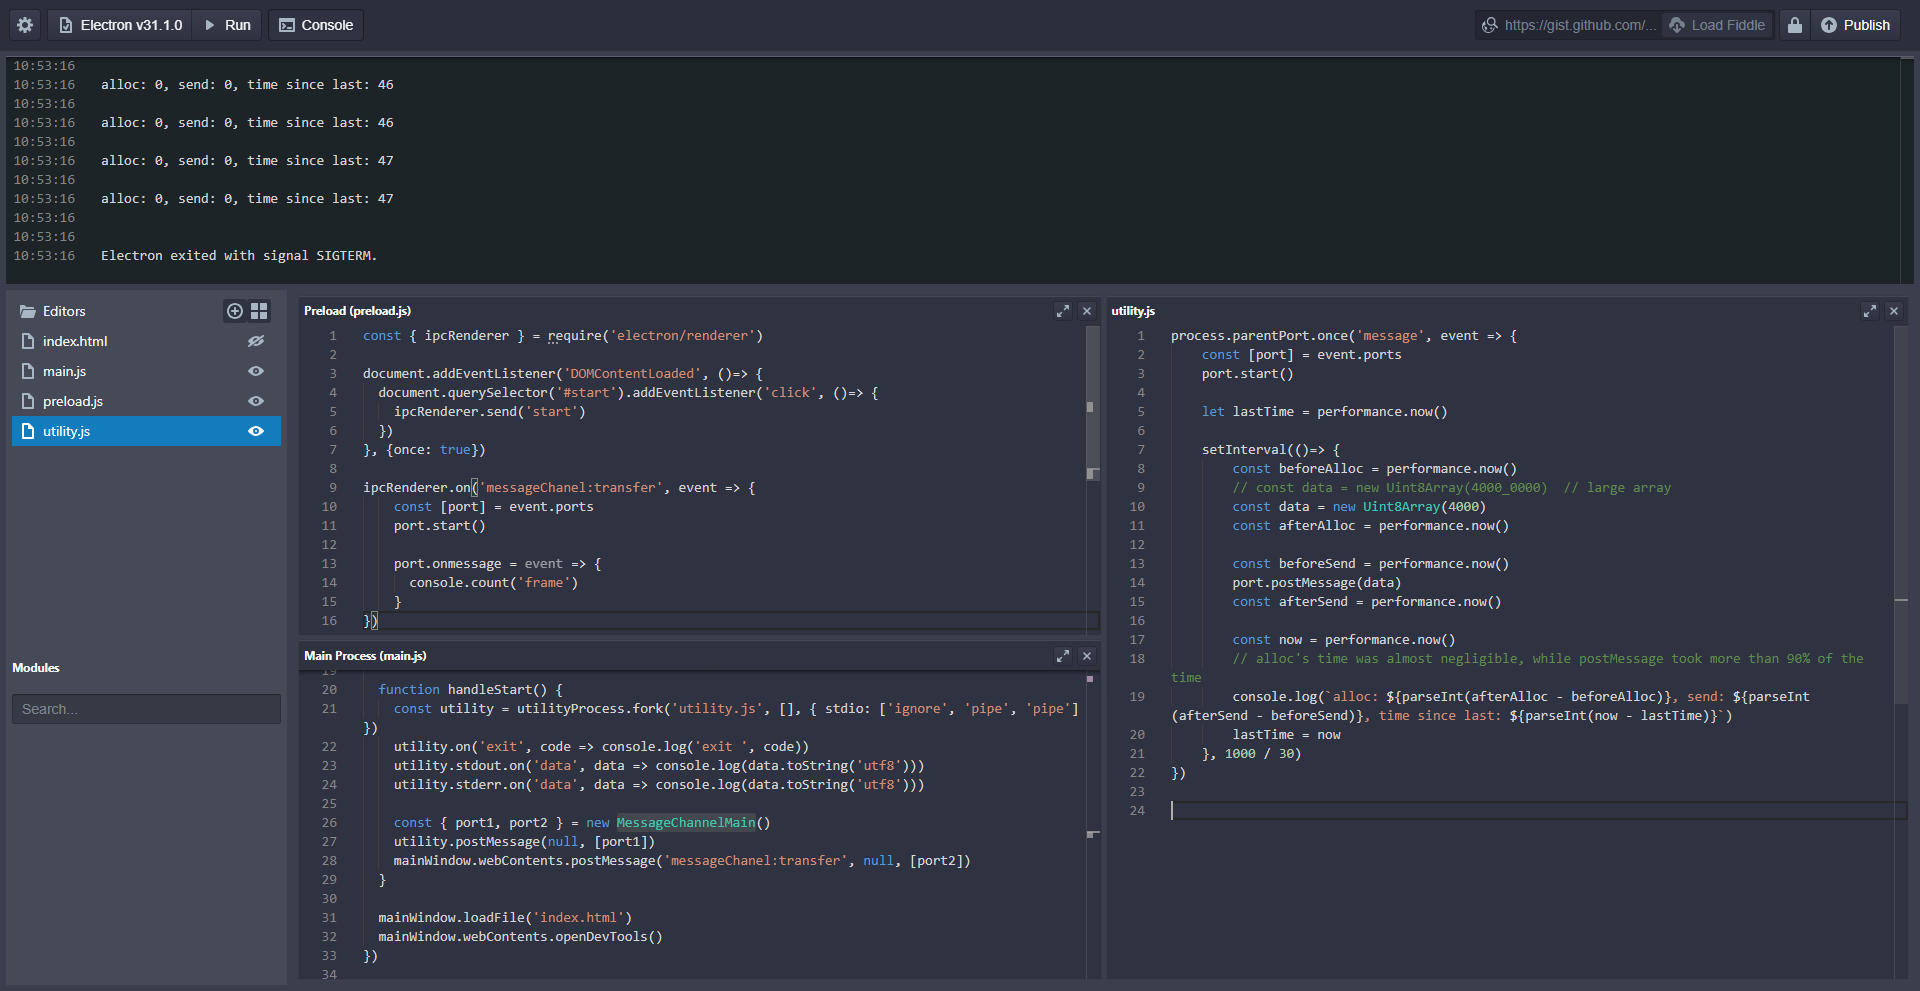 Electron v31.1.0 Run Console https://gist.github.com/... Load Fiddle Publish
10:53:16
10:53:16 alloc: 0, send: 0, time since last: 46
10:53:16
10:53:16 alloc: 0, send: 0, time since last: 46
10:53:16
10:53:16 alloc: 0, send: 0, time since last: 47
10:53:16
10:53:16 alloc: 0, send: 0, time since last: 47
10:53:16
10:53:16
10:53:16 Electron exited with signal SIGTERM.
Editors
index.html
main.js
preload.js
utility.js
Modules
Search...
Preload (preload.js)
1 const { ipcRenderer } = require('electron/renderer')
2
3 document.addEventListener('DOMContentLoaded', ()=> {
4 document.querySelector('#start').addEventListener('click', ()=> {
5 ipcRenderer.send('start')
6 })
7 }, {once: true})
8
9 ipcRenderer.on('messageChanel:transfer', event => {
10 const [port] = event.ports
11 port.start()
12
13 port.onmessage = event => {
14 console.count('frame')
15 }
16 })
Main Process (main.js)
19
20 function handleStart() {
21 const utility = utilityProcess.fork('utility.js', [], { stdio: ['ignore', 'pipe', 'pipe']
})
22 utility.on('exit', code => console.log('exit ', code))
23 utility.stdout.on('data', data => console.log(data.toString('utf8')))
24 utility.stderr.on('data', data => console.log(data.toString('utf8')))
25
26 const { port1, port2 } = new MessageChannelMain()
27 utility.postMessage(null, [port1])
28 mainWindow.webContents.postMessage('messageChanel:transfer', null, [port2])
29 }
30
31 mainWindow.loadFile('index.html')
32 mainWindow.webContents.openDevTools()
33 })
34
utility.js
1 process.parentPort.once('message', event => {
2 const [port] = event.ports
3 port.start()
4
5 let lastTime = performance.now()
6
7 setInterval(()=> {
8 const beforeAlloc = performance.now()
9 // const data = new Uint8Array(4000_0000) // large array
10 const data = new Uint8Array(4000)
11 const afterAlloc = performance.now()
12
13 const beforeSend = performance.now()
14 port.postMessage(data)
15 const afterSend = performance.now()
16
17 const now = performance.now()
18 // alloc's time was almost negligible, while postMessage took more than 90% of the
time
19 console.log(`alloc: ${parseInt(afterAlloc - beforeAlloc)}, send: ${parseInt
(afterSend - beforeSend)}, time since last: ${parseInt(now - lastTime)}`)
20 lastTime = now
21 }, 1000 / 30)
22 })
23
24